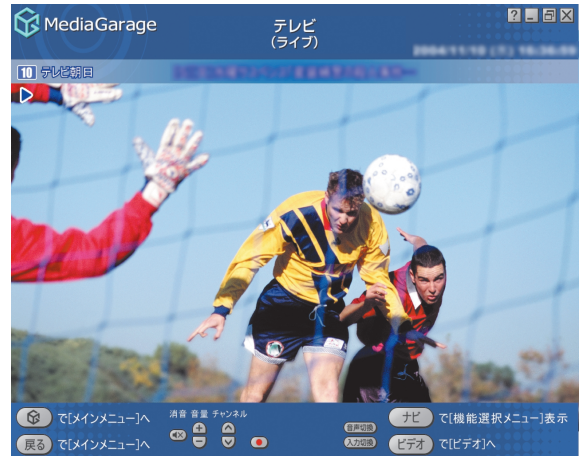 MediaGarage
テレビ
(ライブ)
10 テレビ朝日
で[メインメニュー]へ
消音 音量 チャンネル
音声切換
ナビ で[機能選択メニュー]表示
戻る で[メインメニュー]へ
入力切換
ビデオ で[ビデオ]へ